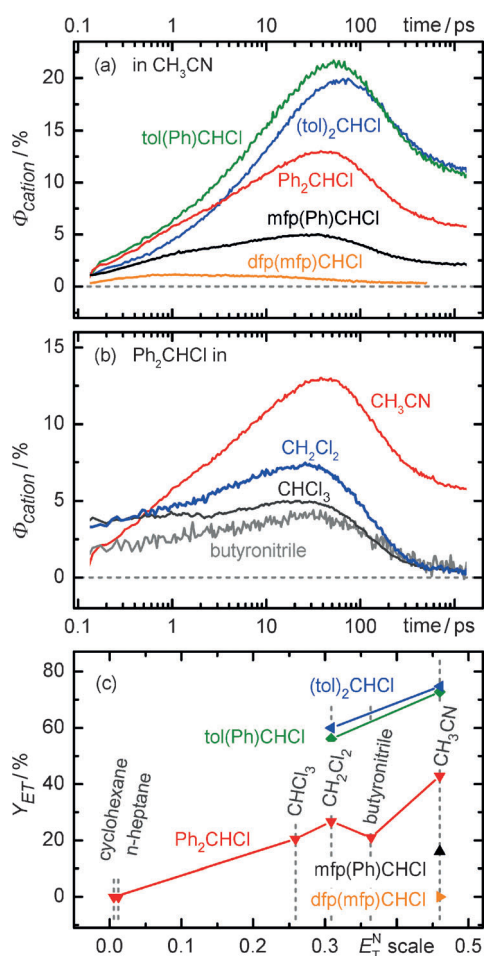 0.1 1 10 100 time / ps
(a) in CH₃CN
20
15
10
5
0
Φcation / %
tol(Ph)CHCl
(tol)₂CHCl
Ph₂CHCl
mfp(Ph)CHCl
dfp(mfp)CHCl
15
(b) Ph₂CHCl in
10
5
0
Φcation / %
CH₃CN
CH₂Cl₂
CHCl₃
butyronitrile
0.1 1 10 100 time / ps
80
(c)
60
40
20
0
Y_ET / %
(tol)₂CHCl
tol(Ph)CHCl
cyclohexane
n-heptane
Ph₂CHCl
CHCl₃
CH₂Cl₂
butyronitrile
CH₃CN
mfp(Ph)CHCl
dfp(mfp)CHCl
0.0 0.1 0.2 0.3 E_T^N scale 0.5